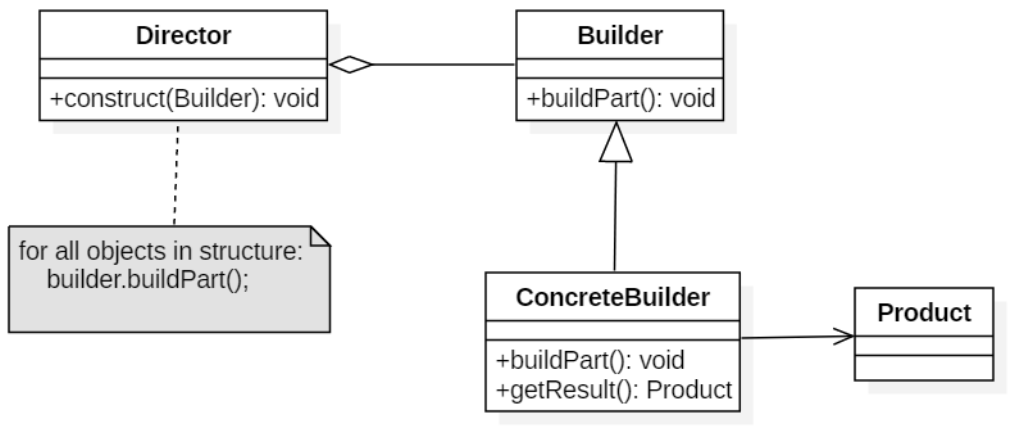 Director
+construct(Builder): void
Builder
+buildPart(): void
for all objects in structure:
builder.buildPart();
ConcreteBuilder
+buildPart(): void
+getResult(): Product
Product